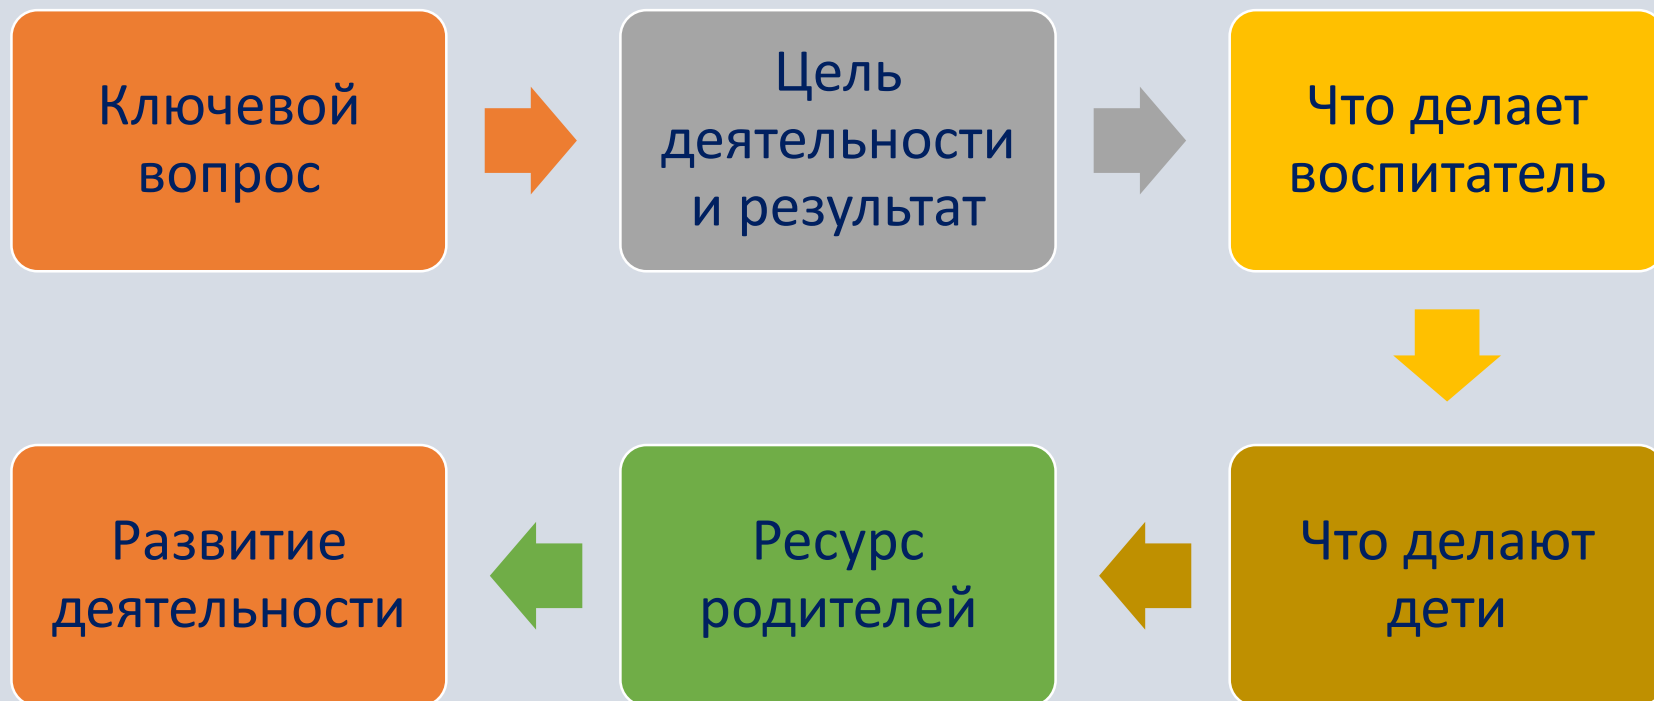 Ключевой
вопрос
Цель
деятельности
и результат
Что делает
воспитатель
Что делают
дети
Ресурс
родителей
Развитие
деятельности